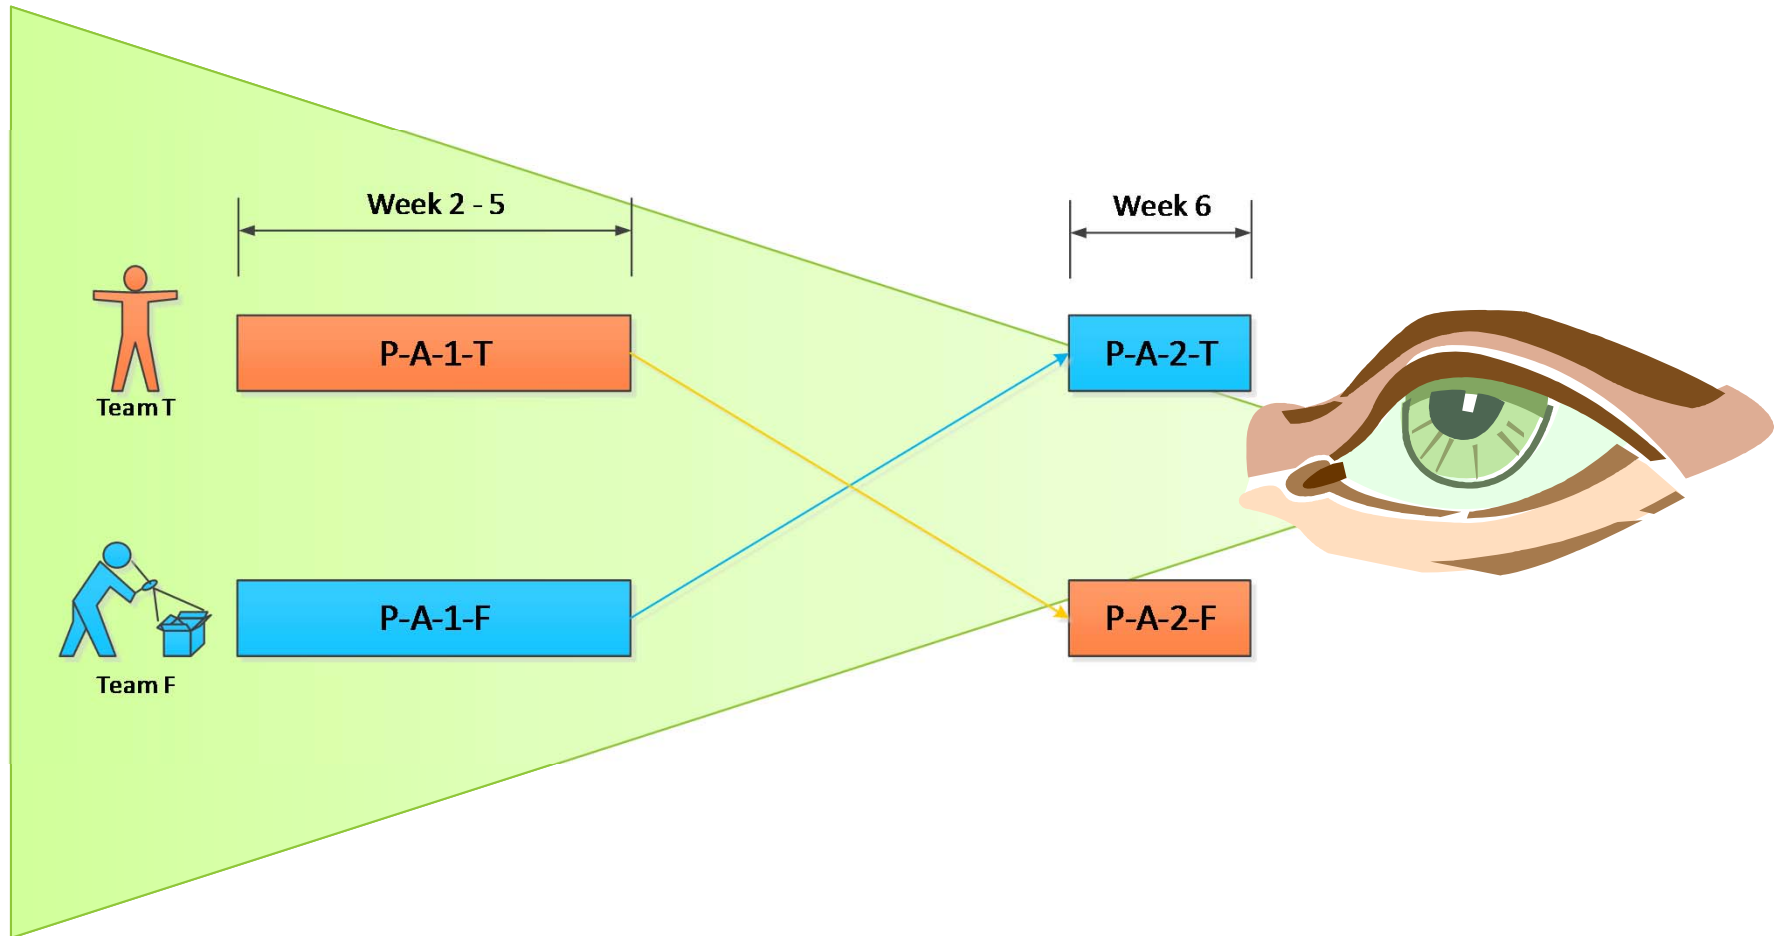 Week 2 - 5
Week 6
P-A-1-T
P-A-2-T
Team T
P-A-1-F
P-A-2-F
Team F